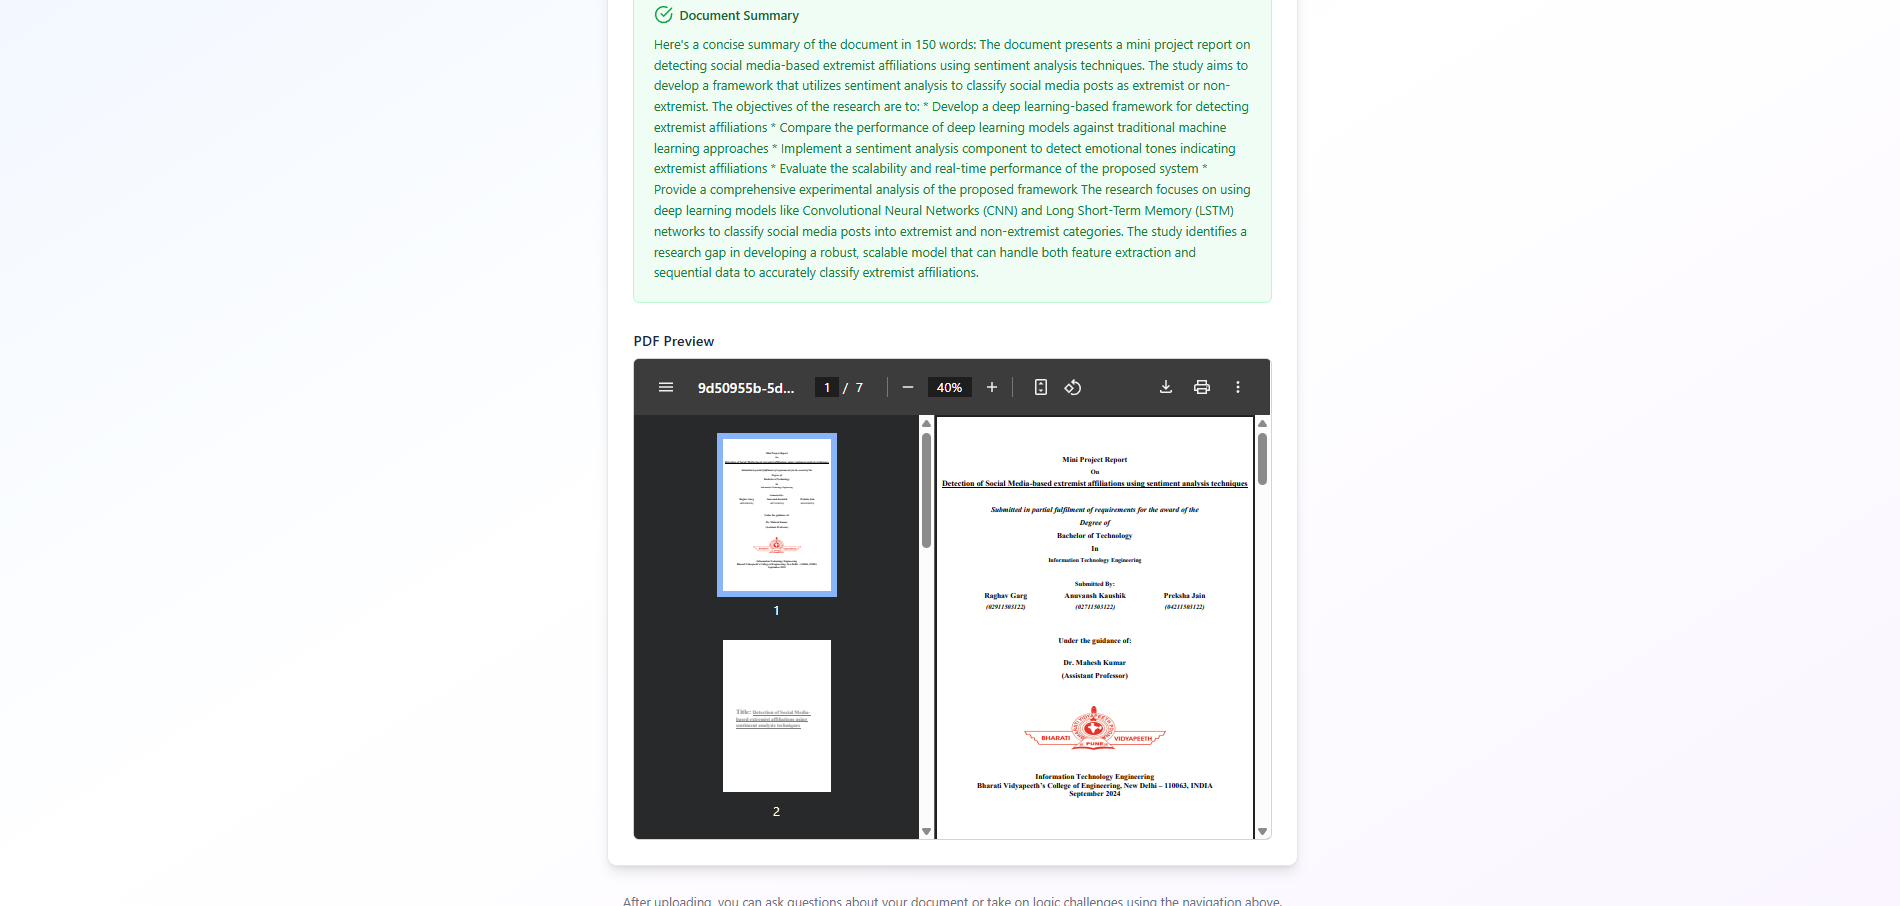 Document Summary
Here's a concise summary of the document in 150 words: The document presents a mini project report on
detecting social media-based extremist affiliations using sentiment analysis techniques. The study aims to
develop a framework that utilizes sentiment analysis to classify social media posts as extremist or non-
extremist. The objectives of the research are to: * Develop a deep learning-based framework for detecting
extremist affiliations * Compare the performance of deep learning models against traditional machine
learning approaches * Implement a sentiment analysis component to detect emotional tones indicating
extremist affiliations * Evaluate the scalability and real-time performance of the proposed system *
Provide a comprehensive experimental analysis of the proposed framework The research focuses on using
deep learning models like Convolutional Neural Networks (CNN) and Long Short-Term Memory (LSTM)
networks to classify social media posts into extremist and non-extremist categories. The study identifies a
research gap in developing a robust, scalable model that can handle both feature extraction and
sequential data to accurately classify extremist affiliations.
PDF Preview
9d50955b-5d... 1 / 7 40%
1
Title: Detection of Social Media-
based extremist affiliations using
sentiment analysis techniques
2
Mini Project Report
On
Detection of Social Media-based extremist affiliations using sentiment analysis techniques
Submitted in partial fulfilment of requirements for the award of the
Degree of
Bachelor of Technology
In
Information Technology Engineering
Submitted By:
Raghav Garg Anuvansh Kaushik Preksha Jain
(02911503122) (02711503122) (04211503122)
Under the guidance of:
Dr. Mahesh Kumar
(Assistant Professor)
BHARATI VIDYAPEETH
PUNE
Information Technology Engineering
Bharati Vidyapeeth's College of Engineering, New Delhi – 110063, INDIA
September 2024
After uploading, you can ask questions about your document or take on logic challenges using the navigation above.